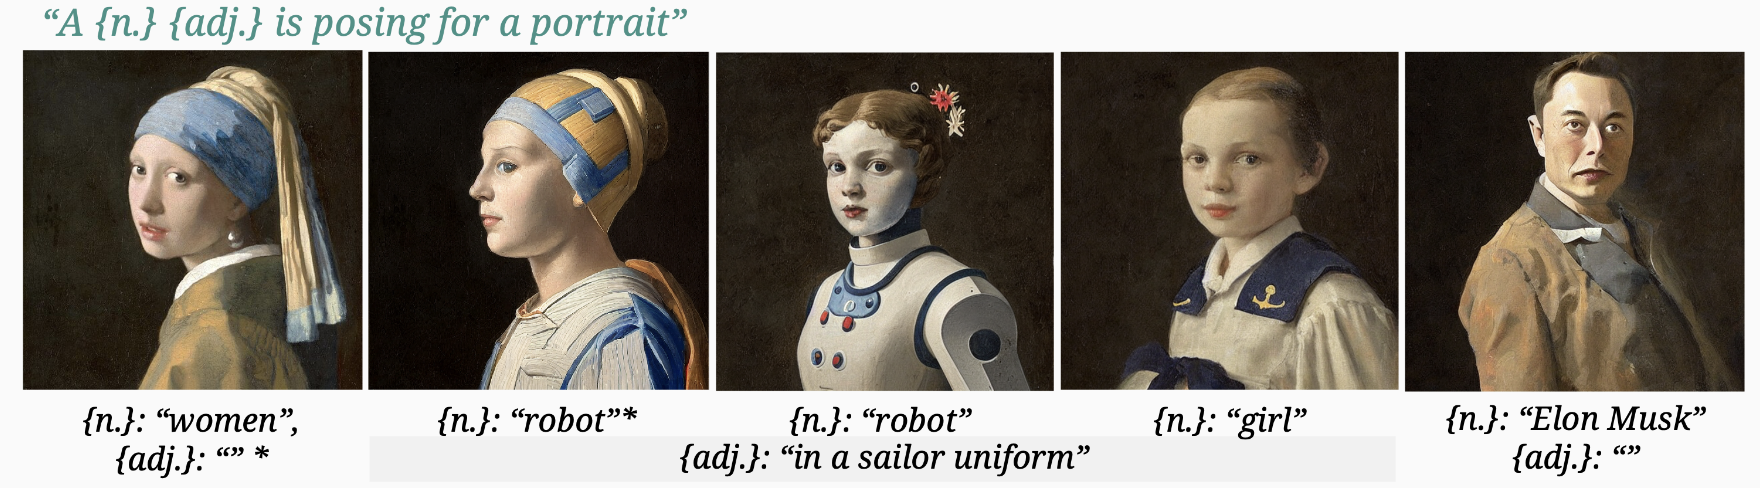 “A {n.} {adj.} is posing for a portrait”
{n.}: “women”,
{adj.}: “” *
{n.}: “robot”*
{n.}: “robot”
{n.}: “girl”
{adj.}: “in a sailor uniform”
{n.}: “Elon Musk”
{adj.}: “”